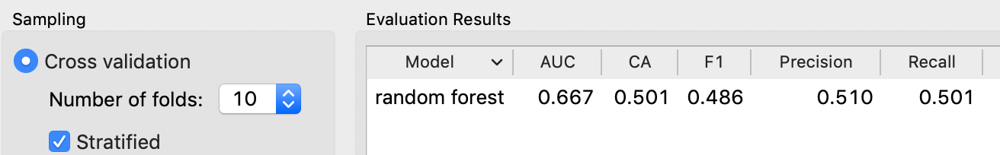 Sampling
Cross validation
Number of folds: 10
Stratified
Evaluation Results
Model AUC CA F1 Precision Recall
random forest 0.667 0.501 0.486 0.510 0.501